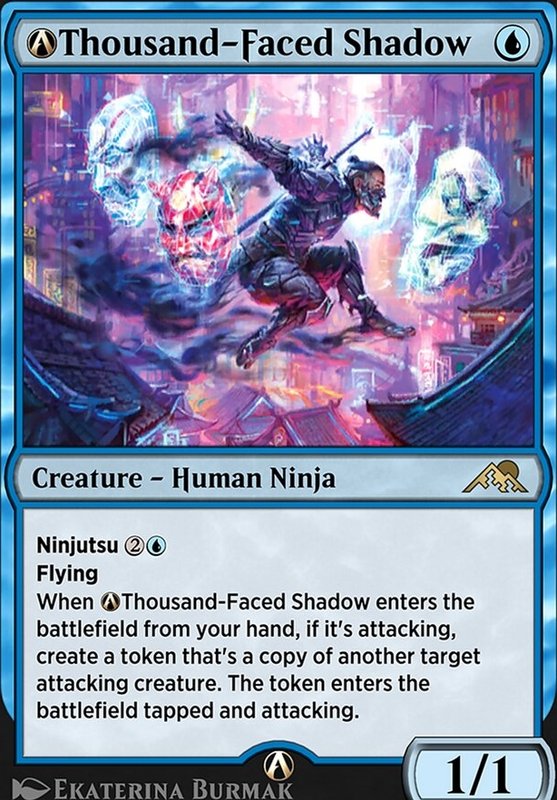 Thousand-Faced Shadow
Creature – Human Ninja
Ninjutsu 2
Flying
When Thousand-Faced Shadow enters the
battlefield from your hand, if it's attacking,
create a token that's a copy of another target
attacking creature. The token enters the
battlefield tapped and attacking.
Ekaterina Burmak
1/1